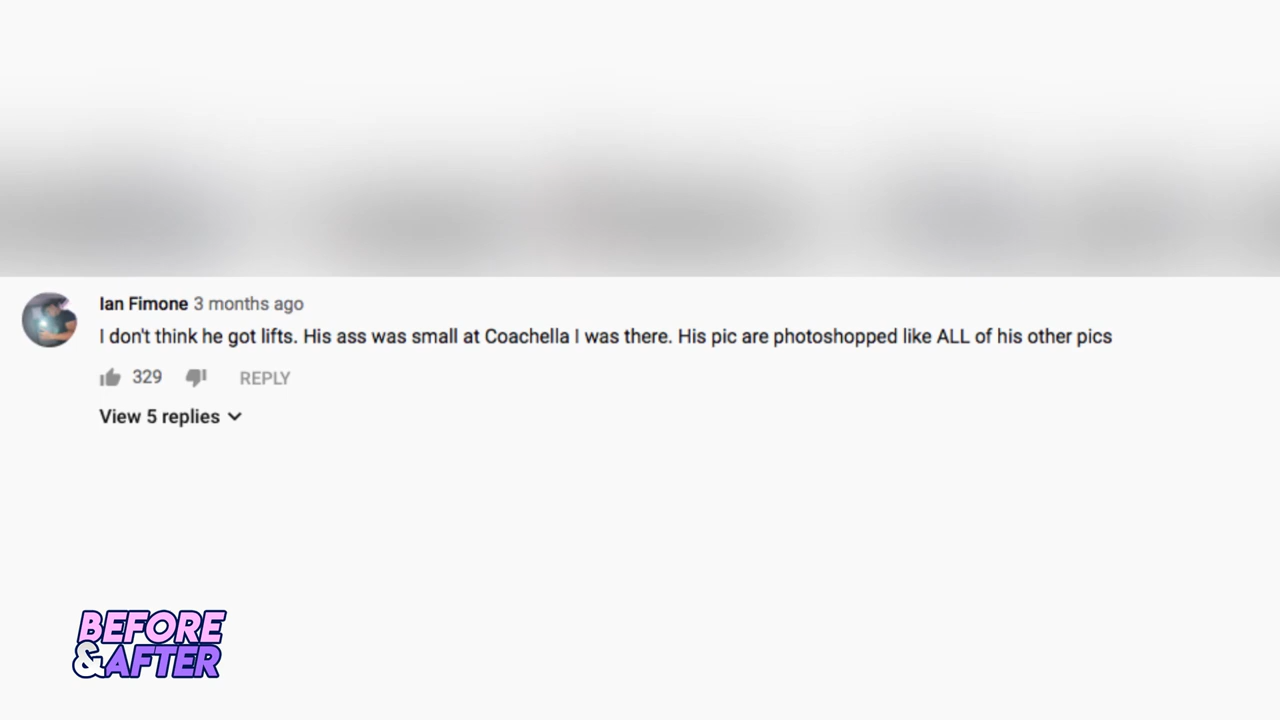 Ian Fimone 3 months ago
I don't think he got lifts. His ass was small at Coachella I was there. His pic are photoshopped like ALL of his other pics
329 REPLY
View 5 replies
BEFORE
&AFTER